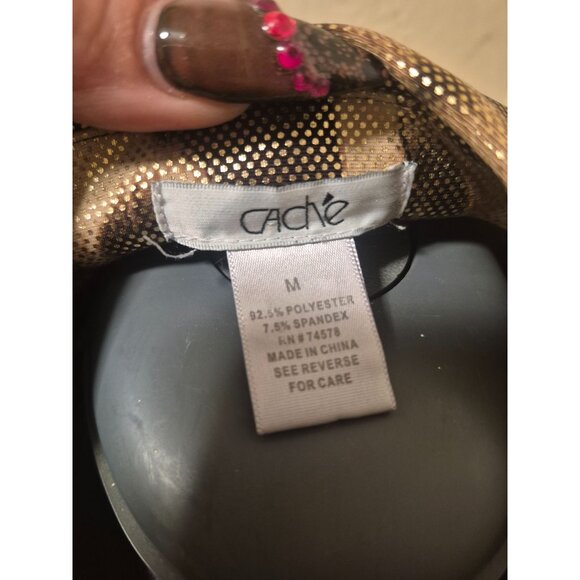 CACHé
M
92.5% POLYESTER
7.5% SPANDEX
RN # 74578
MADE IN CHINA
SEE REVERSE
FOR CARE